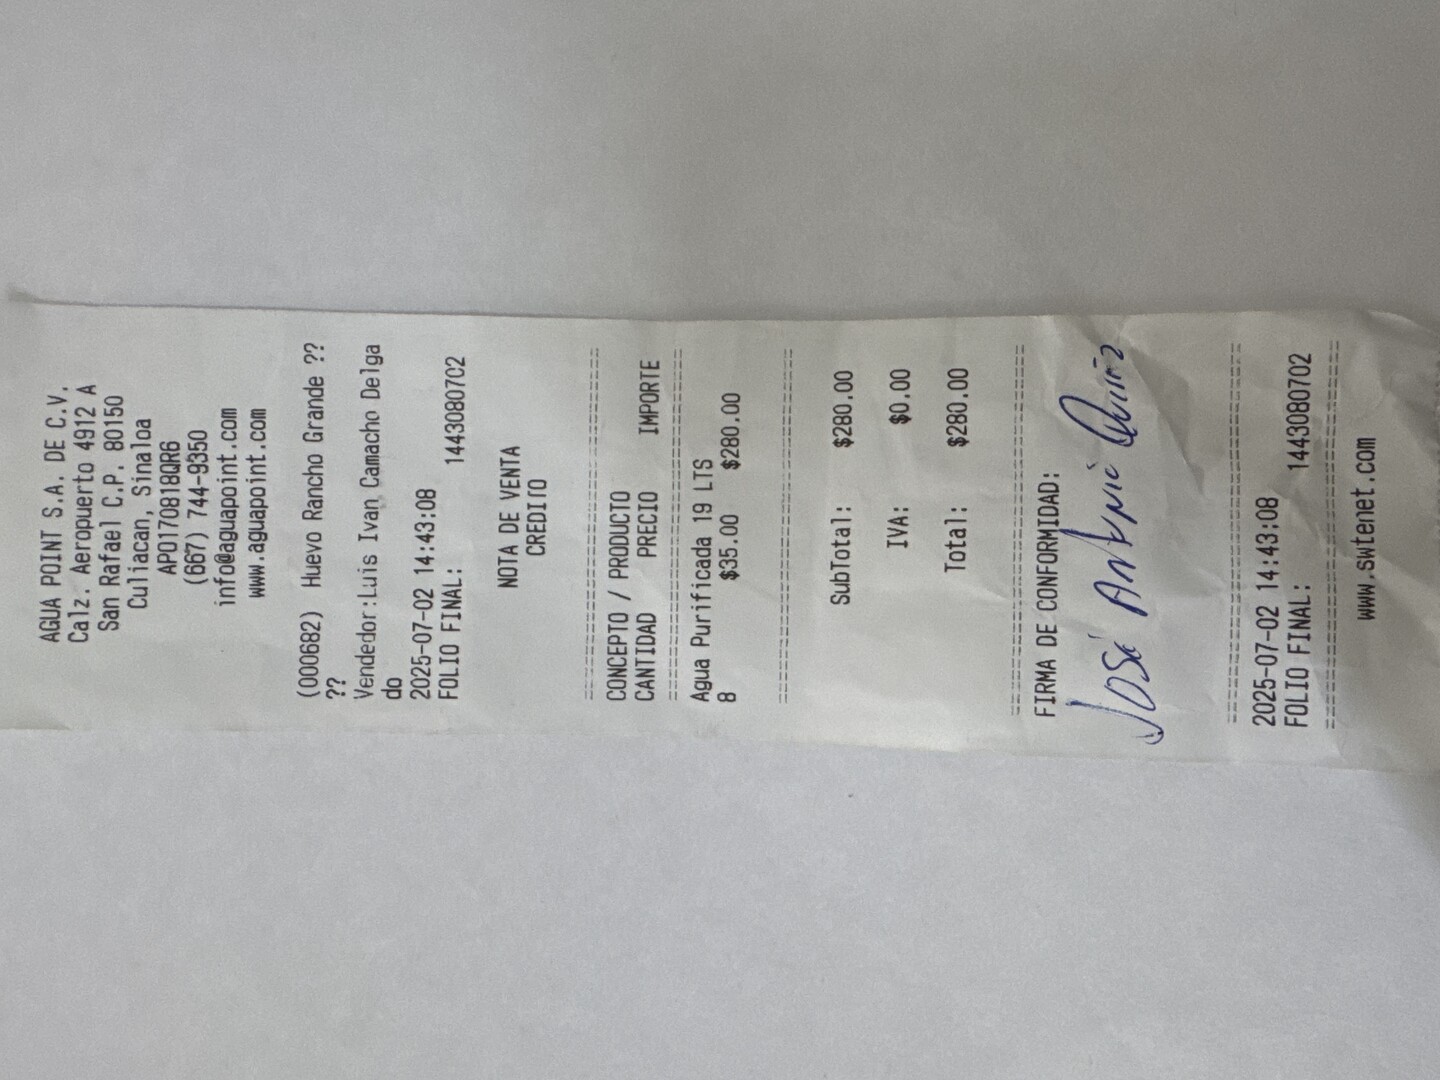 AGUA POINT S.A. DE C.V.
Calz. Aeropuerto 4912 A
San Rafael C.P. 80150
Culiacan, Sinaloa
APO170818QR6
(667) 744-9350
info@aguapoint.com
www.aguapoint.com
(000682) Huevo Rancho Grande ??
??
Vendedor:Luis Ivan Camacho Delga
do
2025-07-02 14:43:08
FOLIO FINAL: 1443080702
NOTA DE VENTA
CREDITO
CONCEPTO / PRODUCTO
CANTIDAD PRECIO IMPORTE
Agua Purificada 19 LTS
8 $35.00 $280.00
SubTotal: $280.00
IVA: $0.00
Total: $280.00
FIRMA DE CONFORMIDAD:
José Antonio
2025-07-02 14:43:08
FOLIO FINAL: 1443080702
www.swtenet.com